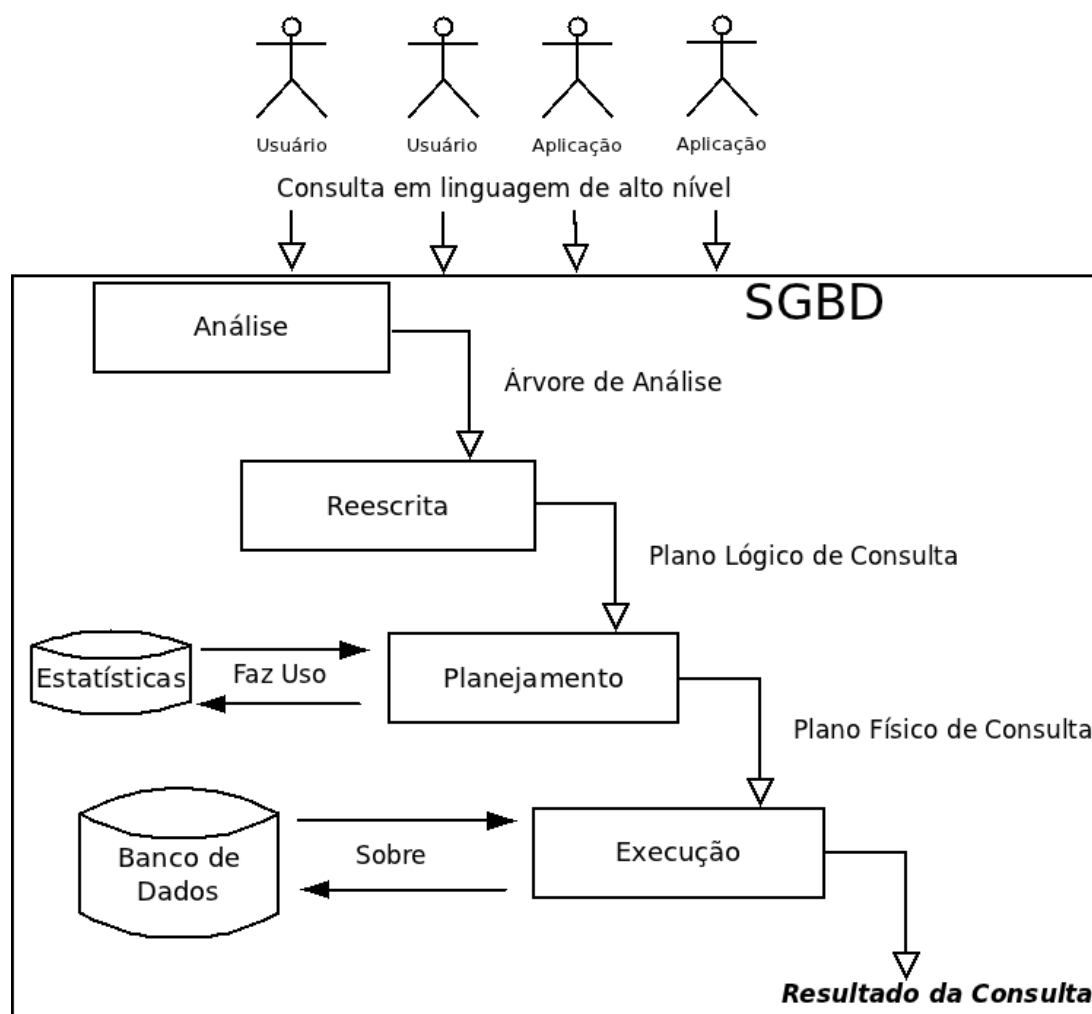 Usuário
Usuário
Aplicação
Aplicação
Consulta em linguagem de alto nível
SGBD
Análise
Árvore de Análise
Reescrita
Plano Lógico de Consulta
Estatísticas
Faz Uso
Planejamento
Plano Físico de Consulta
Banco de
Dados
Sobre
Execução
Resultado da Consulta